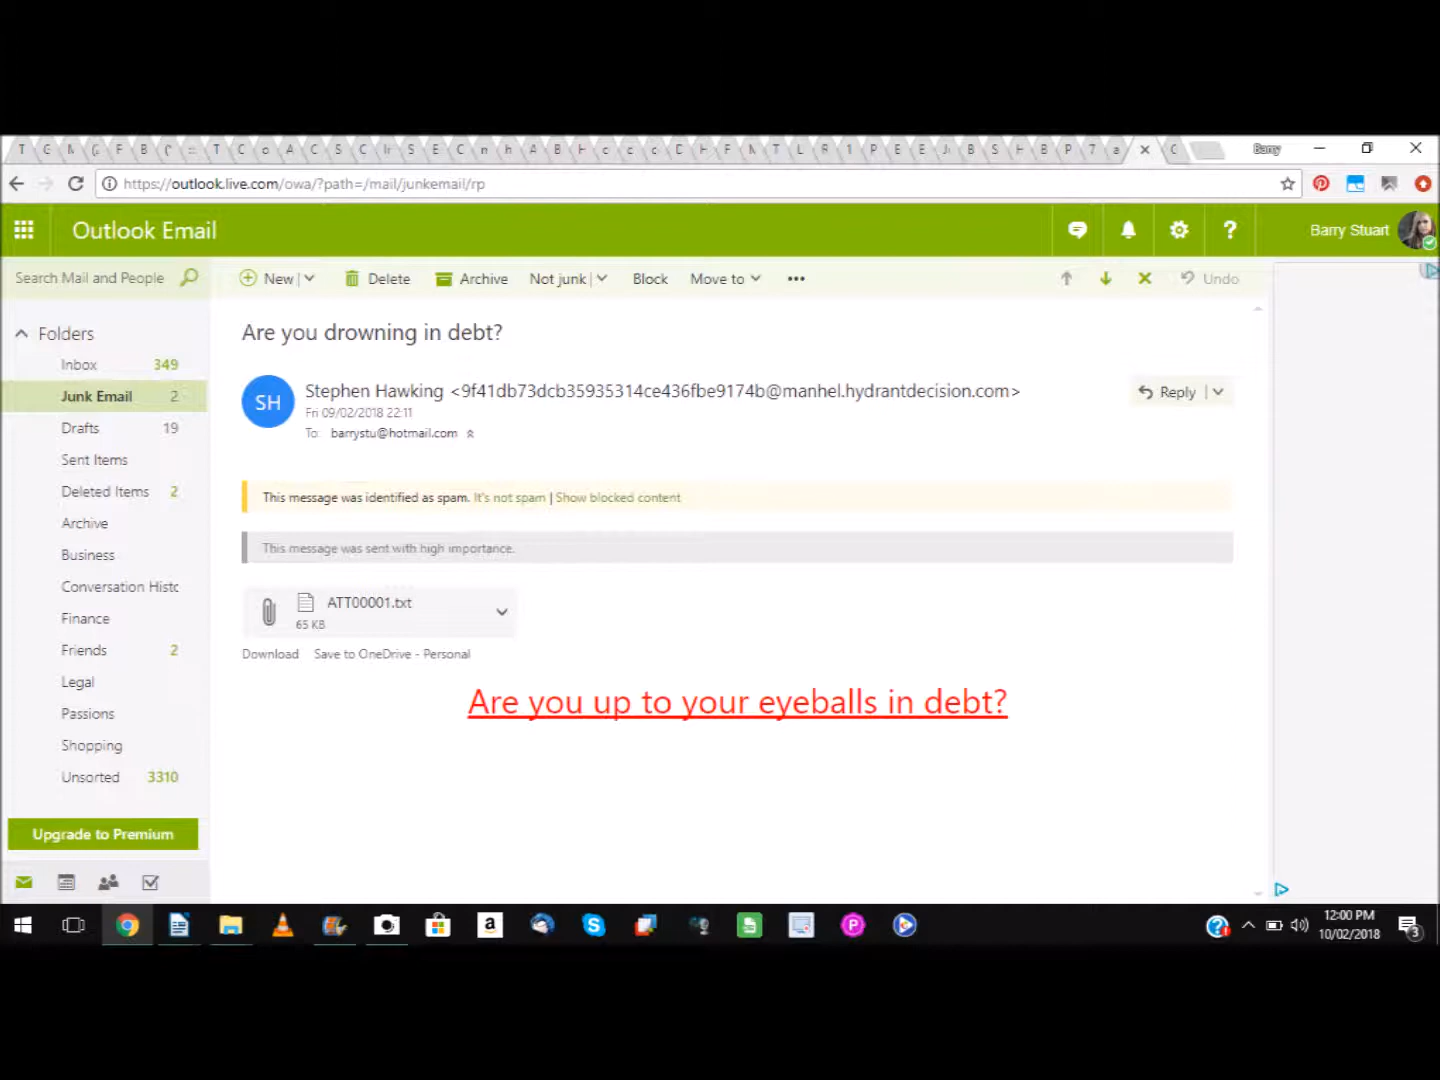 Barry
https://outlook.live.com/owa/?path=/mail/junkemail/rp
Outlook Email
Barry Stuart
Search Mail and People
New
Delete
Archive
Not junk
Block
Move to
Undo
Folders
Inbox 349
Junk Email 2
Drafts 19
Sent Items
Deleted Items 2
Archive
Business
Conversation Histo
Finance
Friends 2
Legal
Passions
Shopping
Unsorted 3310
Upgrade to Premium
Are you drowning in debt?
SH
Stephen Hawking <9f41db73dcb35935314ce436fbe9174b@manhel.hydrantdecision.com>
Fri 09/02/2018 22:11
To: barrystu@hotmail.com
Reply
This message was identified as spam. It's not spam | Show blocked content
This message was sent with high importance.
ATT00001.txt
65 KB
Download Save to OneDrive - Personal
Are you up to your eyeballs in debt?
12:00 PM
10/02/2018
3